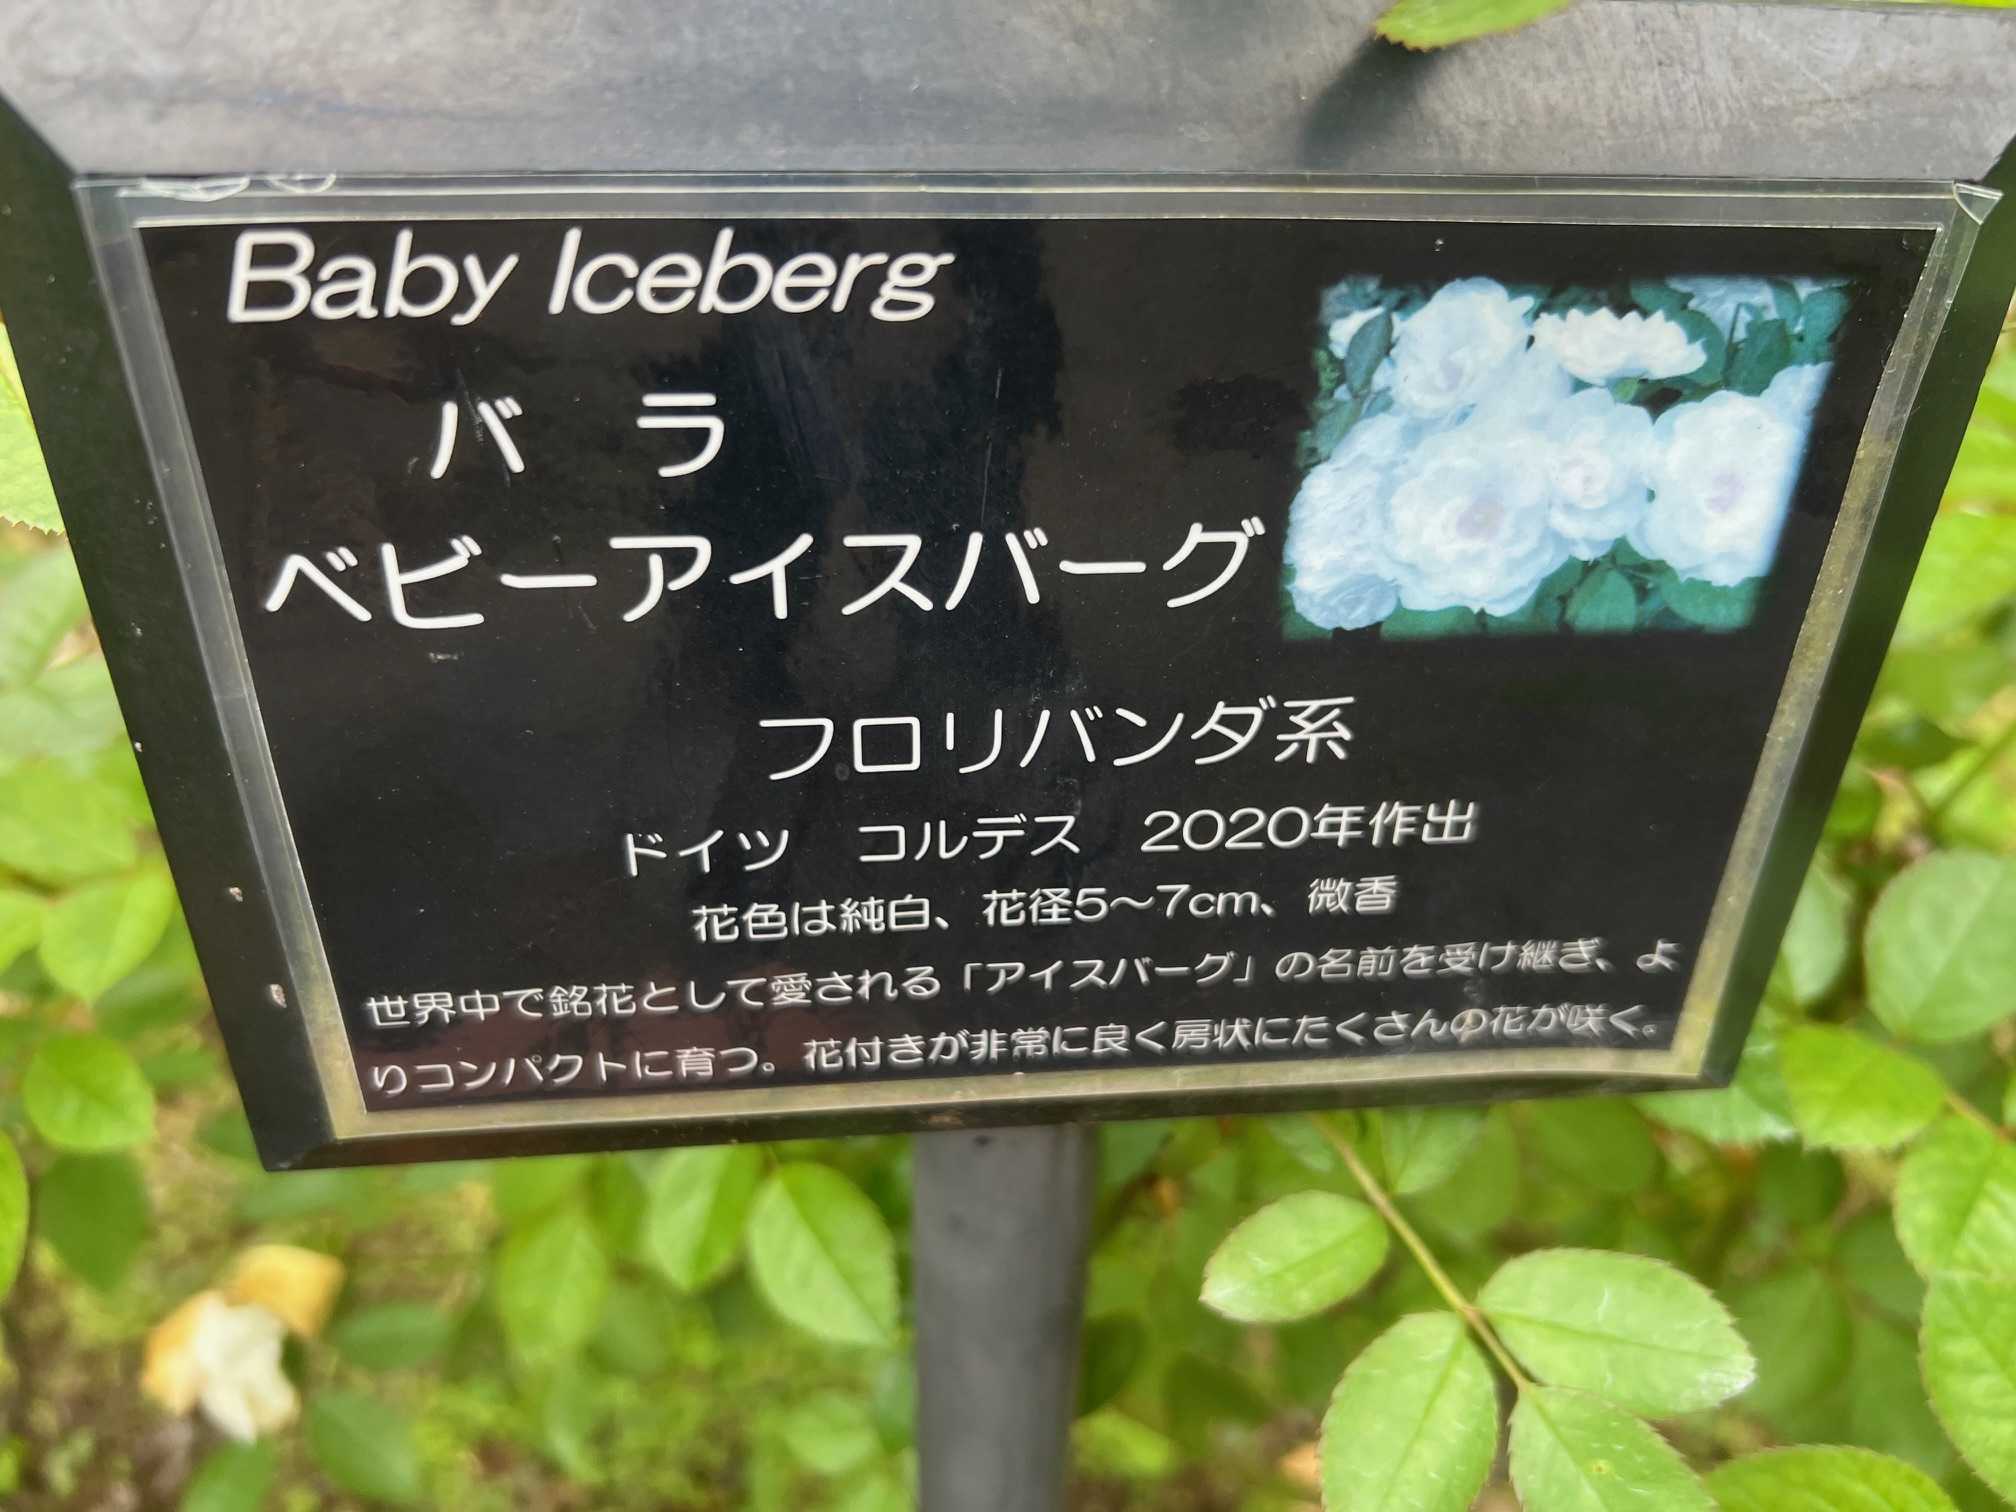 Baby Iceberg
バ　ラ
ベビーアイスバーグ
フロリバンダ系
ドイツ　コルデス　2020年作出
花色は純白、花径5～7cm、微香
世界中で銘花として愛される「アイスバーグ」の名前を受け継ぎ、よ
りコンパクトに育つ。花付きが非常に良く房状にたくさんの花が咲く。